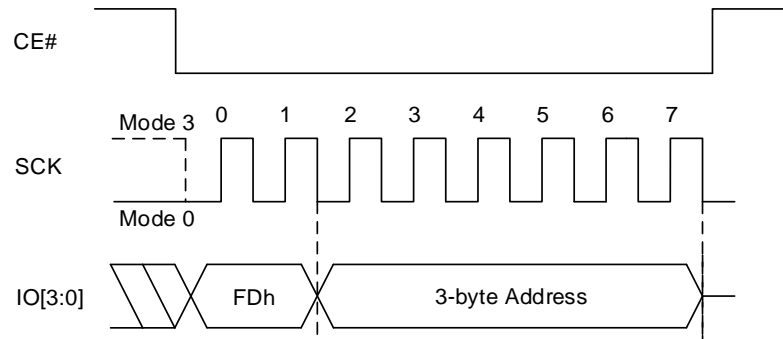 CE#
Mode 3 0 1 2 3 4 5 6 7
SCK
Mode 0
IO[3:0] FDh 3-byte Address